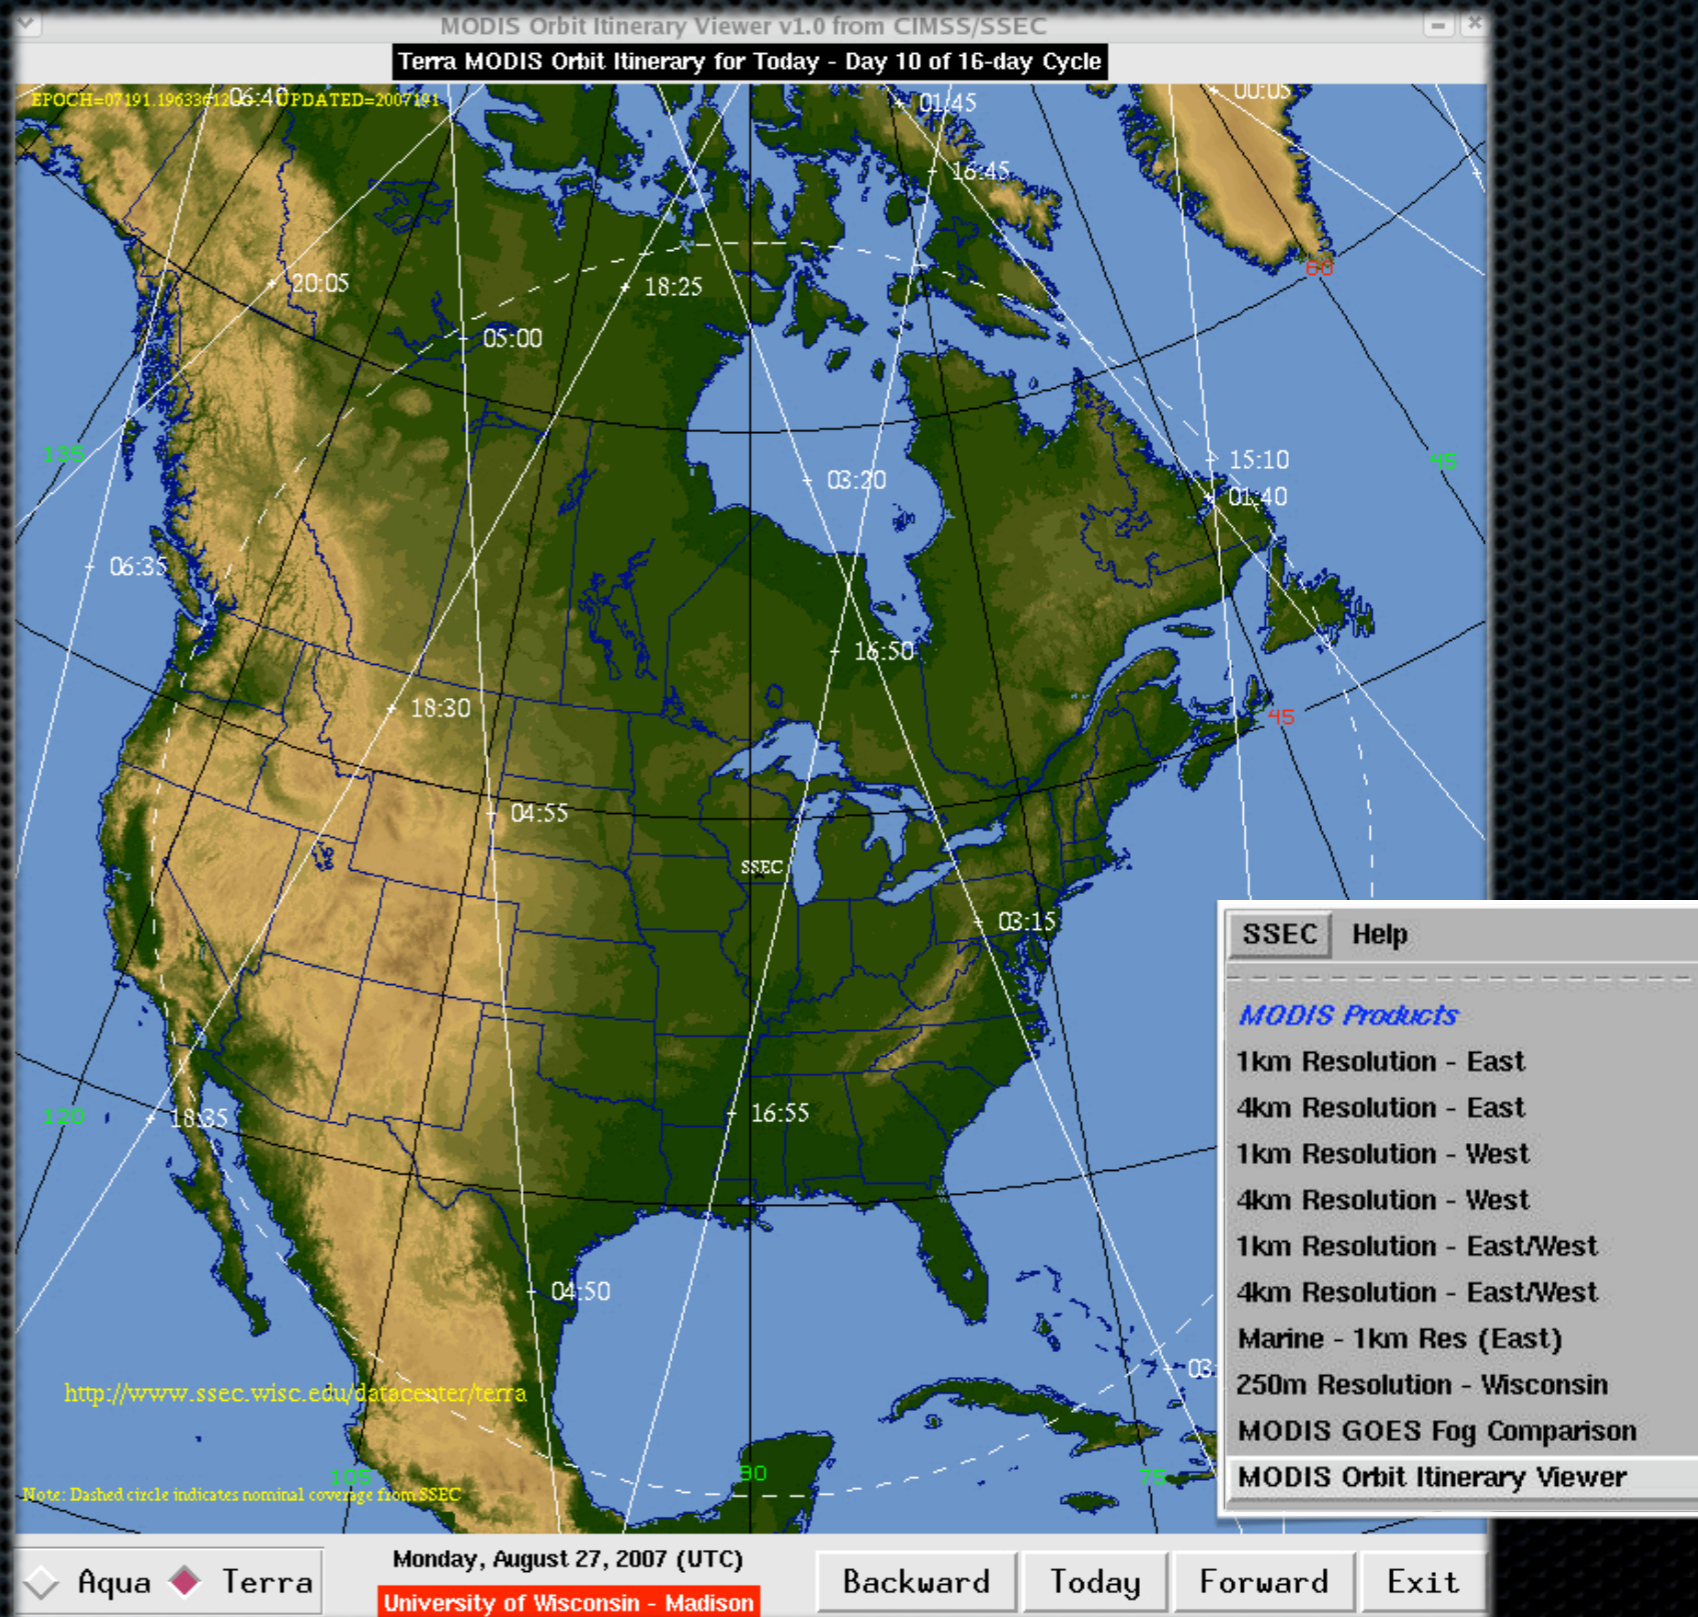 MODIS Orbit Itinerary Viewer v1.0 from CIMSS/SSEC
Terra MODIS Orbit Itinerary for Today - Day 10 of 16-day Cycle
UPDATED=2007191
06:40
01:45
00:05
16:45
60
20:05
18:25
05:00
135
45
15:10
03:20
01:40
06:35
16:50
18:30
45
04:55
SSEC
03:15
120
18:35
16:55
04:50
03:
http://www.ssec.wisc.edu/datacenter/terra
105
90
75
Note: Dashed circle indicates nominal coverage from SSEC
SSEC Help
MODIS Products
1km Resolution - East
4km Resolution - East
1km Resolution - West
4km Resolution - West
1km Resolution - East/West
4km Resolution - East/West
Marine - 1km Res (East)
250m Resolution - Wisconsin
MODIS GOES Fog Comparison
MODIS Orbit Itinerary Viewer
Aqua Terra
Monday, August 27, 2007 (UTC)
University of Wisconsin - Madison
Backward Today Forward Exit